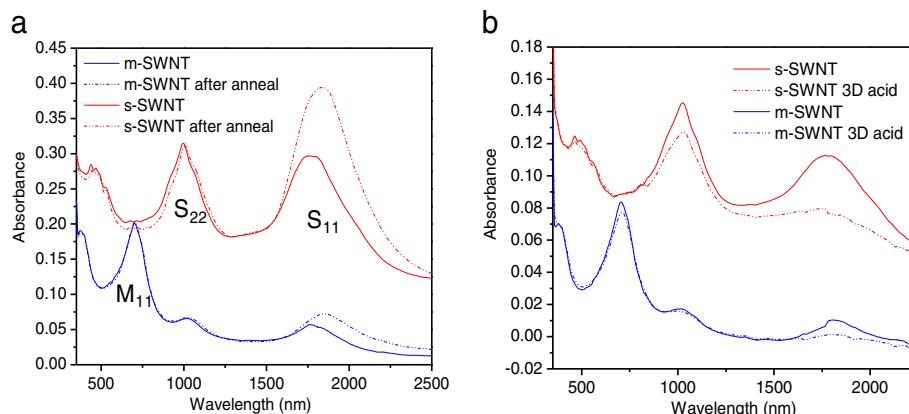 a
0.45
0.40
0.35
0.30
0.25
0.20
0.15
0.10
0.05
0.00
Absorbance
m-SWNT
m-SWNT after anneal
s-SWNT
s-SWNT after anneal
S22
S11
M11
500 1000 1500 2000 2500
Wavelength (nm)
b
0.18
0.16
0.14
0.12
0.10
0.08
0.06
0.04
0.02
0.00
-0.02
Absorbance
s-SWNT
s-SWNT 3D acid
m-SWNT
m-SWNT 3D acid
500 1000 1500 2000
Wavelength (nm)